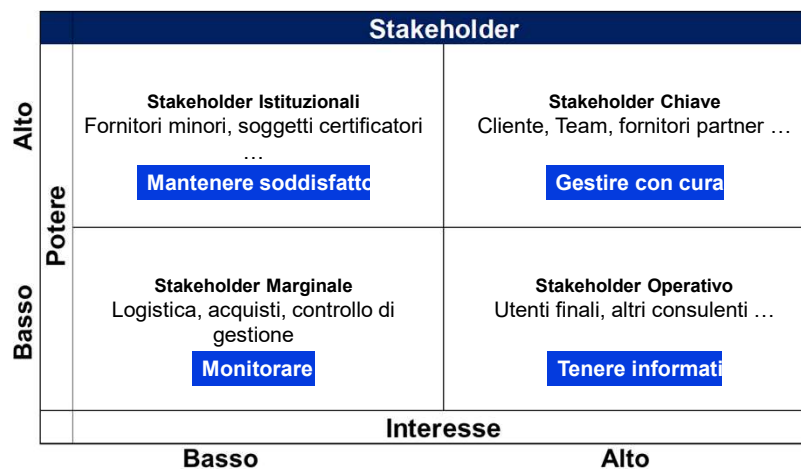 Stakeholder
Alto
Potere
Basso
Stakeholder Istituzionali
Fornitori minori, soggetti certificatori
…
Mantenere soddisfatto
Stakeholder Chiave
Cliente, Team, fornitori partner …
Gestire con cura
Stakeholder Marginale
Logistica, acquisti, controllo di
gestione
Monitorare
Stakeholder Operativo
Utenti finali, altri consulenti …
Tenere informati
Interesse
Basso
Alto